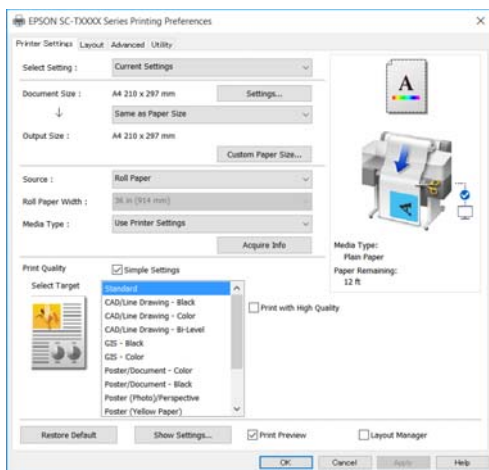 EPSON SC-TXXXX Series Printing Preferences
Printer Settings Layout Advanced Utility
Select Setting : Current Settings
Document Size : A4 210 x 297 mm Settings...
Same as Paper Size
Output Size : A4 210 x 297 mm
Custom Paper Size...
Source : Roll Paper
Roll Paper Width : 36 in (914 mm)
Media Type : Use Printer Settings
Acquire Info
Print Quality Simple Settings
Select Target
Standard
CAD/Line Drawing - Black
CAD/Line Drawing - Color
CAD/Line Drawing - Bi-Level
GIS - Black
GIS - Color
Poster/Document - Color
Poster/Document - Black
Poster (Photo)/Perspective
Poster (Yellow Paper)
Print with High Quality
A
A
Media Type:
Plain Paper
Paper Remaining:
12 ft
Restore Default Show Settings... Print Preview Layout Manager
OK Cancel Apply Help